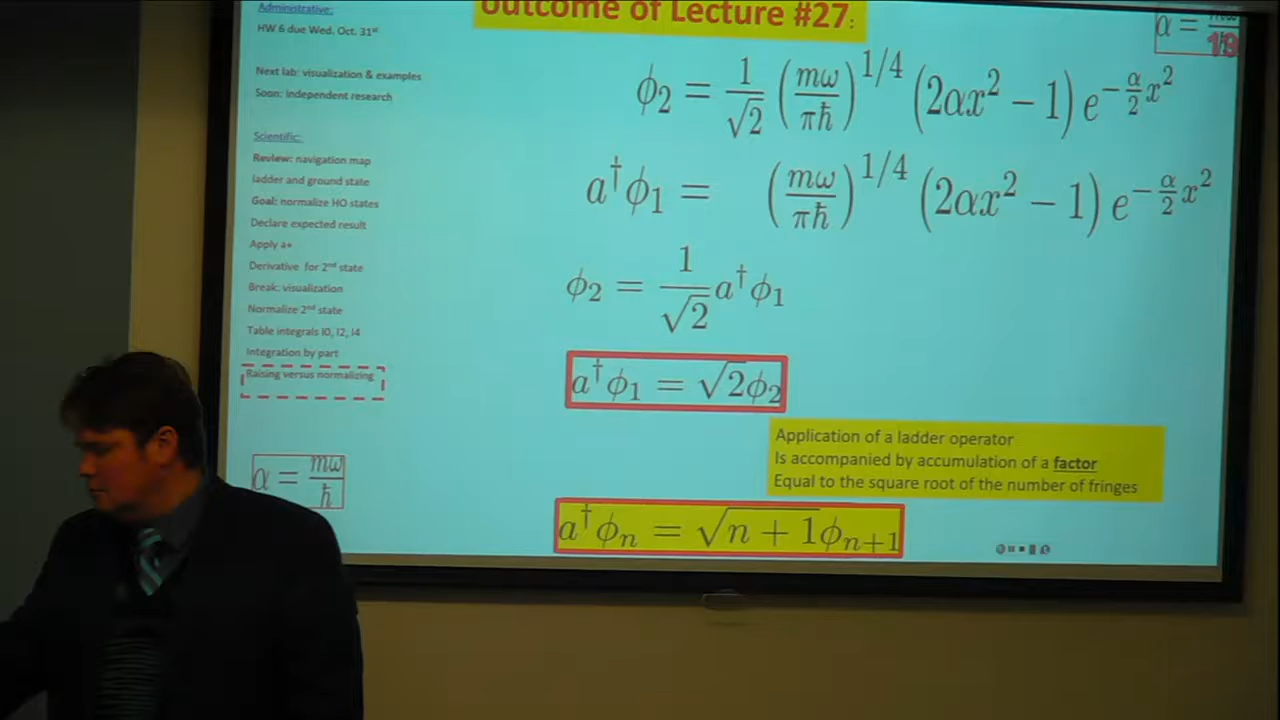 Administrative:
HW 6 due Wed. Oct. 31st
Next lab: visualization & examples
Soon: independent research
Scientific:
Review: navigation map
ladder and ground state
Goal: normalize HO states
Declare expected result
Apply a+
Derivative for 2nd state
Break: visualization
Normalize 2nd state
Table integrals I0, I2, I4
Integration by part
Raising versus normalizing
α = mω/ħ
Outcome of Lecture #27:
α =
19
ϕ₂ = 1/√2 (mω/πħ)^1/4 (2αx² − 1) e^−α/2 x²
a†ϕ₁ = (mω/πħ)^1/4 (2αx² − 1) e^−α/2 x²
ϕ₂ = 1/√2 a†ϕ₁
a†ϕ₁ = √2ϕ₂
Application of a ladder operator
Is accompanied by accumulation of a factor
Equal to the square root of the number of fringes
a†ϕₙ = √n + 1ϕₙ₊₁